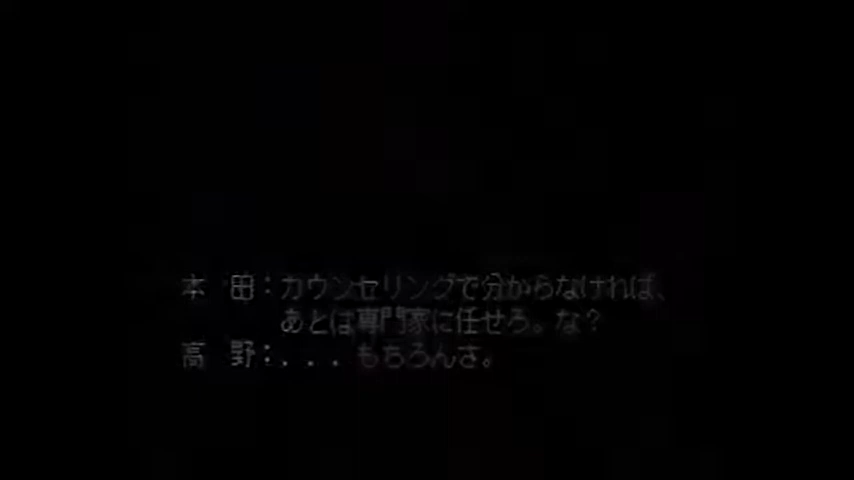 本　田：カウンセリングで分からなければ、
あとは専門家に任せろ。な？
高　野：．．．もちろんさ。